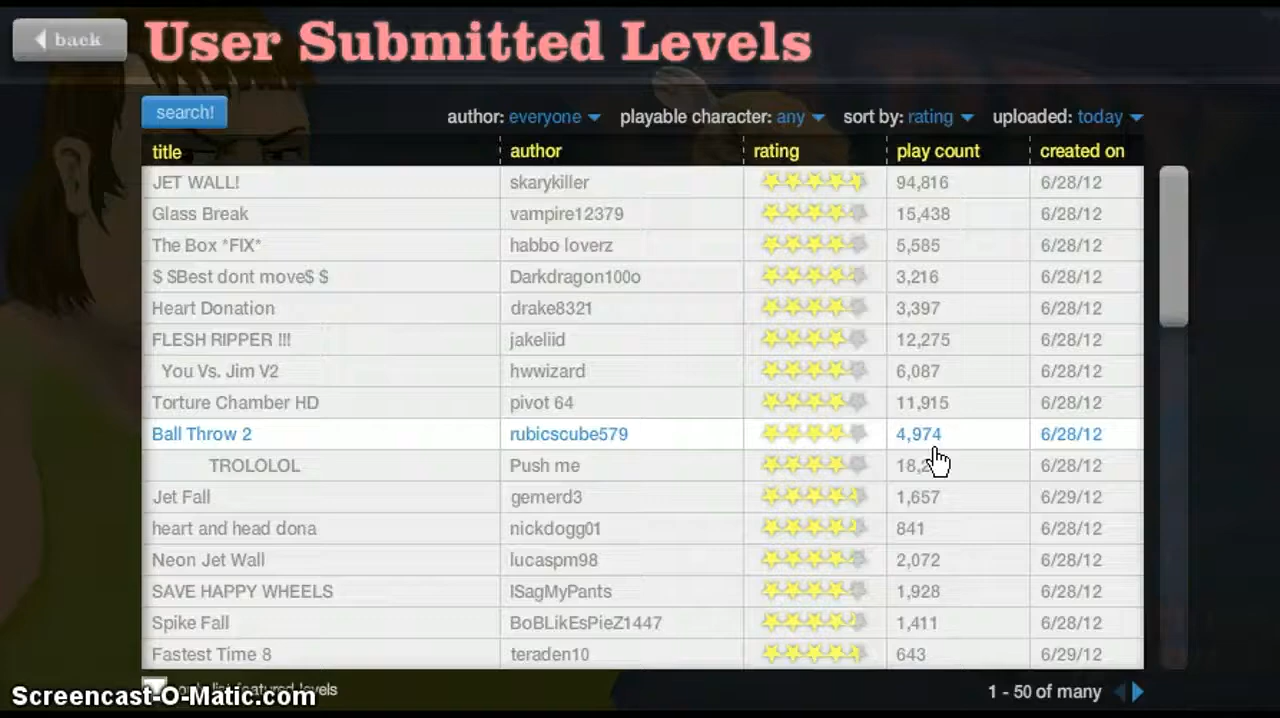 back
User Submitted Levels
search!
author: everyone playable character: any sort by: rating uploaded: today
title author rating play count created on
JET WALL! skarykiller 94,816 6/28/12
Glass Break vampire12379 15,438 6/28/12
The Box *FIX* habbo loverz 5,585 6/28/12
$ $Best dont move$ $ Darkdragon100o 3,216 6/28/12
Heart Donation drake8321 3,397 6/28/12
FLESH RIPPER !!! jakeliid 12,275 6/28/12
You Vs. Jim V2 hwwizard 6,087 6/28/12
Torture Chamber HD pivot 64 11,915 6/28/12
Ball Throw 2 rubicscube579 4,974 6/28/12
TROLOLOL Push me 6/28/12
Jet Fall gemerd3 1,657 6/29/12
heart and head dona nickdogg01 841 6/28/12
Neon Jet Wall lucaspm98 2,072 6/28/12
SAVE HAPPY WHEELS ISagMyPants 1,928 6/28/12
Spike Fall BoBLikEsPieZ1447 1,411 6/28/12
Fastest Time 8 teraden10 643 6/29/12
only list featured levels 1 - 50 of many
Screencast-O-Matic.com